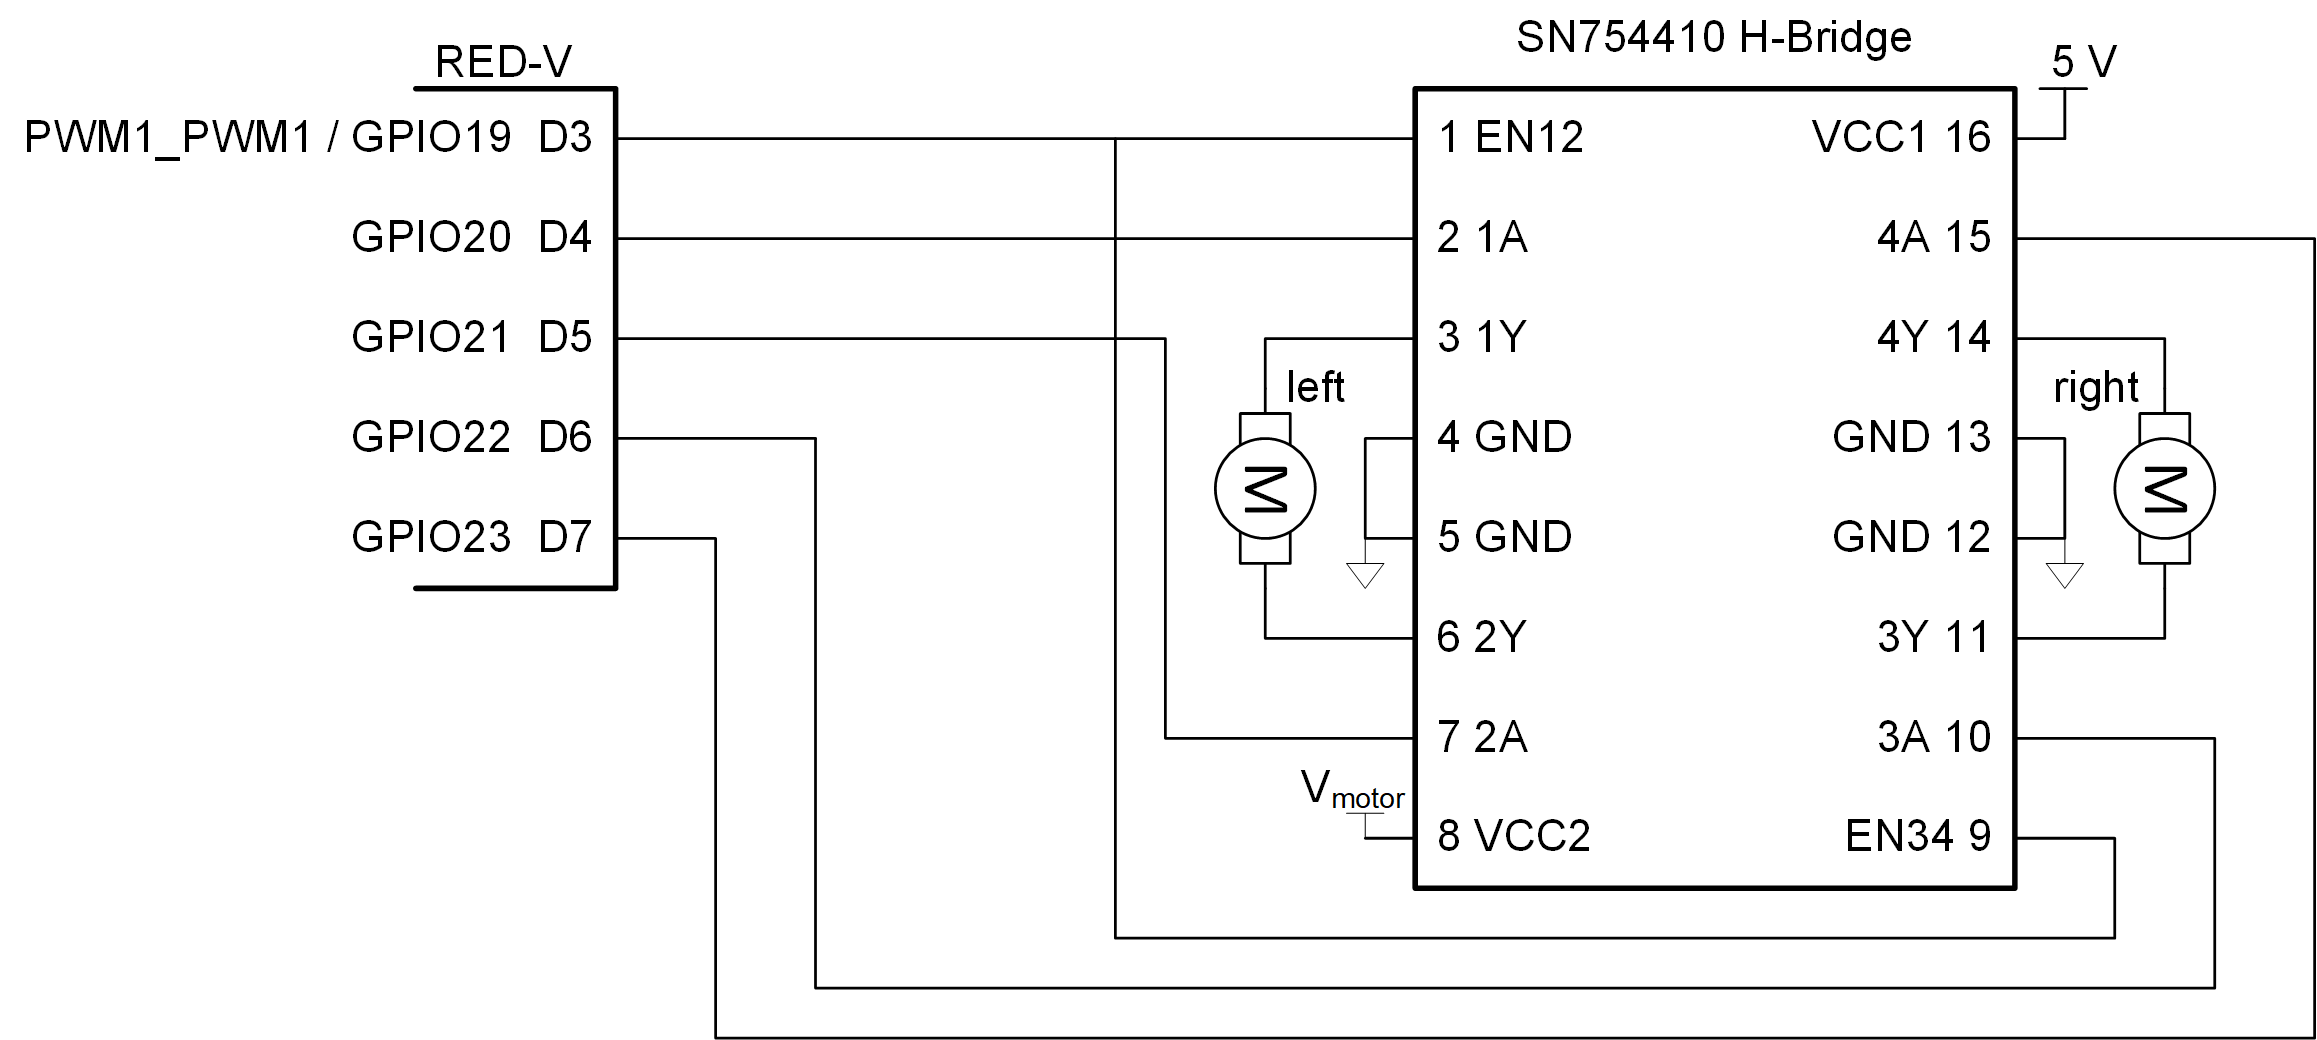 SN754410 H-Bridge
RED-V
5 V
PWM1_PWM1 / GPIO19 D3
1 EN12
VCC1 16
GPIO20 D4
2 1A
4A 15
GPIO21 D5
3 1Y
4Y 14
left
right
GPIO22 D6
4 GND
GND 13
M
M
GPIO23 D7
5 GND
GND 12
6 2Y
3Y 11
7 2A
3A 10
Vmotor
8 VCC2
EN34 9